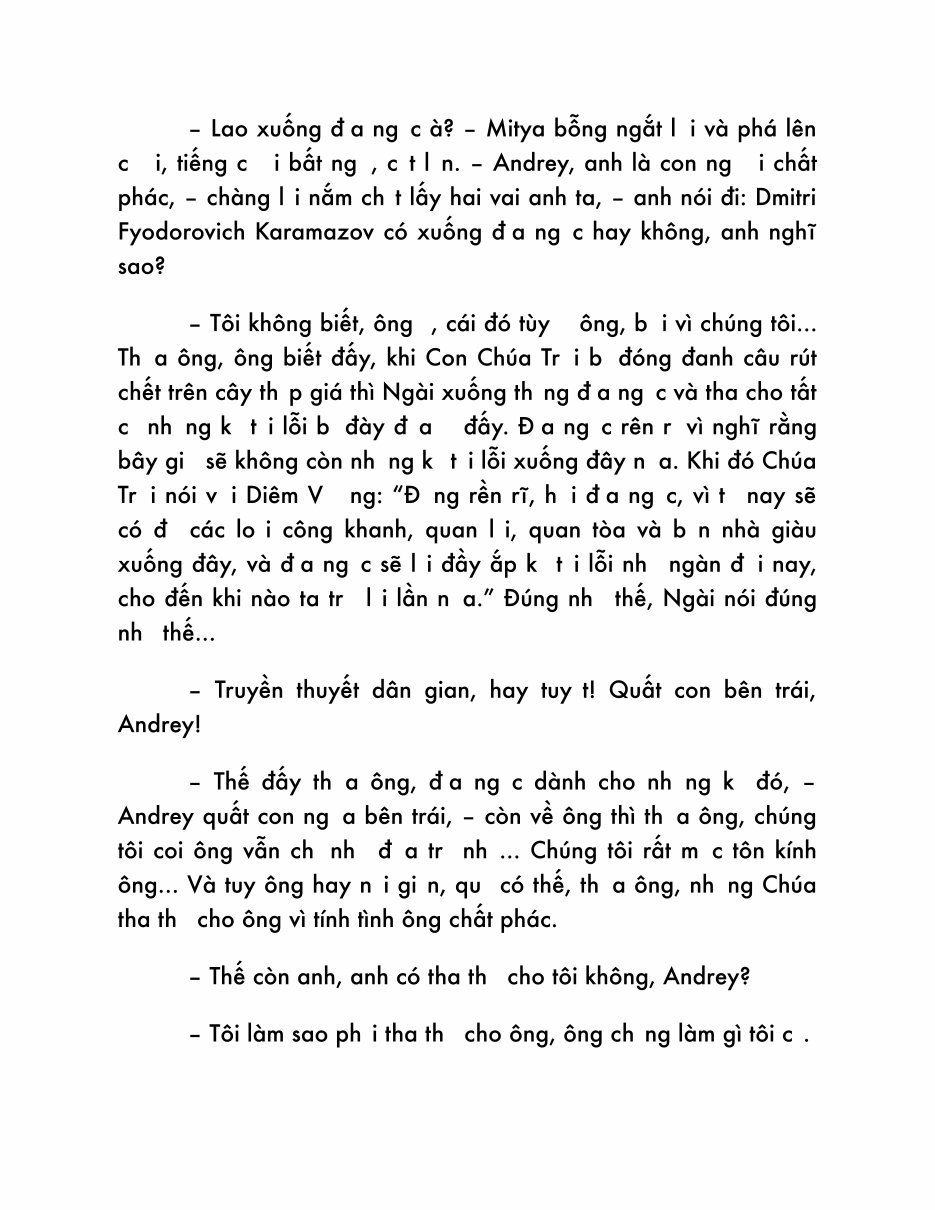 – Lao xuống đ a ng c à? – Mitya bỗng ngắt l i và phá lên
c i, tiếng c i bất ng , c t l n. – Andrey, anh là con ng i chất
phác, – chàng l i nắm ch t lấy hai vai anh ta, – anh nói đi: Dmitri
Fyodorovich Karamazov có xuống đ a ng c hay không, anh nghĩ
sao?
– Tôi không biết, ông , cái đó tùy ông, b i vì chúng tôi...
Th a ông, ông biết đấy, khi Con Chúa Tr i b đóng đanh câu rút
chết trên cây th p giá thì Ngài xuống th ng đ a ng c và tha cho tất
c nh ng k t i lỗi b đày đ a đấy. Đ a ng c rên r vì nghĩ rằng
bây gi sẽ không còn nh ng k t i lỗi xuống đây n a. Khi đó Chúa
Tr i nói v i Diêm V ng: “Đ ng rền rĩ, h i đ a ng c, vì t nay sẽ
có đ các lo i công khanh, quan l i, quan tòa và b n nhà giàu
xuống đây, và đ a ng c sẽ l i đầy ắp k t i lỗi nh ngàn đ i nay,
cho đến khi nào ta tr l i lần n a.” Đúng nh thế, Ngài nói đúng
nh thế...
– Truyền thuyết dân gian, hay tuy t! Quất con bên trái,
Andrey!
– Thế đấy th a ông, đ a ng c dành cho nh ng k đó, –
Andrey quất con ng a bên trái, – còn về ông thì th a ông, chúng
tôi coi ông vẫn ch nh đ a tr nh ... Chúng tôi rất m c tôn kính
ông... Và tuy ông hay n i gi n, qu có thế, th a ông, nh ng Chúa
tha th cho ông vì tính tình ông chất phác.
– Thế còn anh, anh có tha th cho tôi không, Andrey?
– Tôi làm sao ph i tha th cho ông, ông ch ng làm gì tôi c .